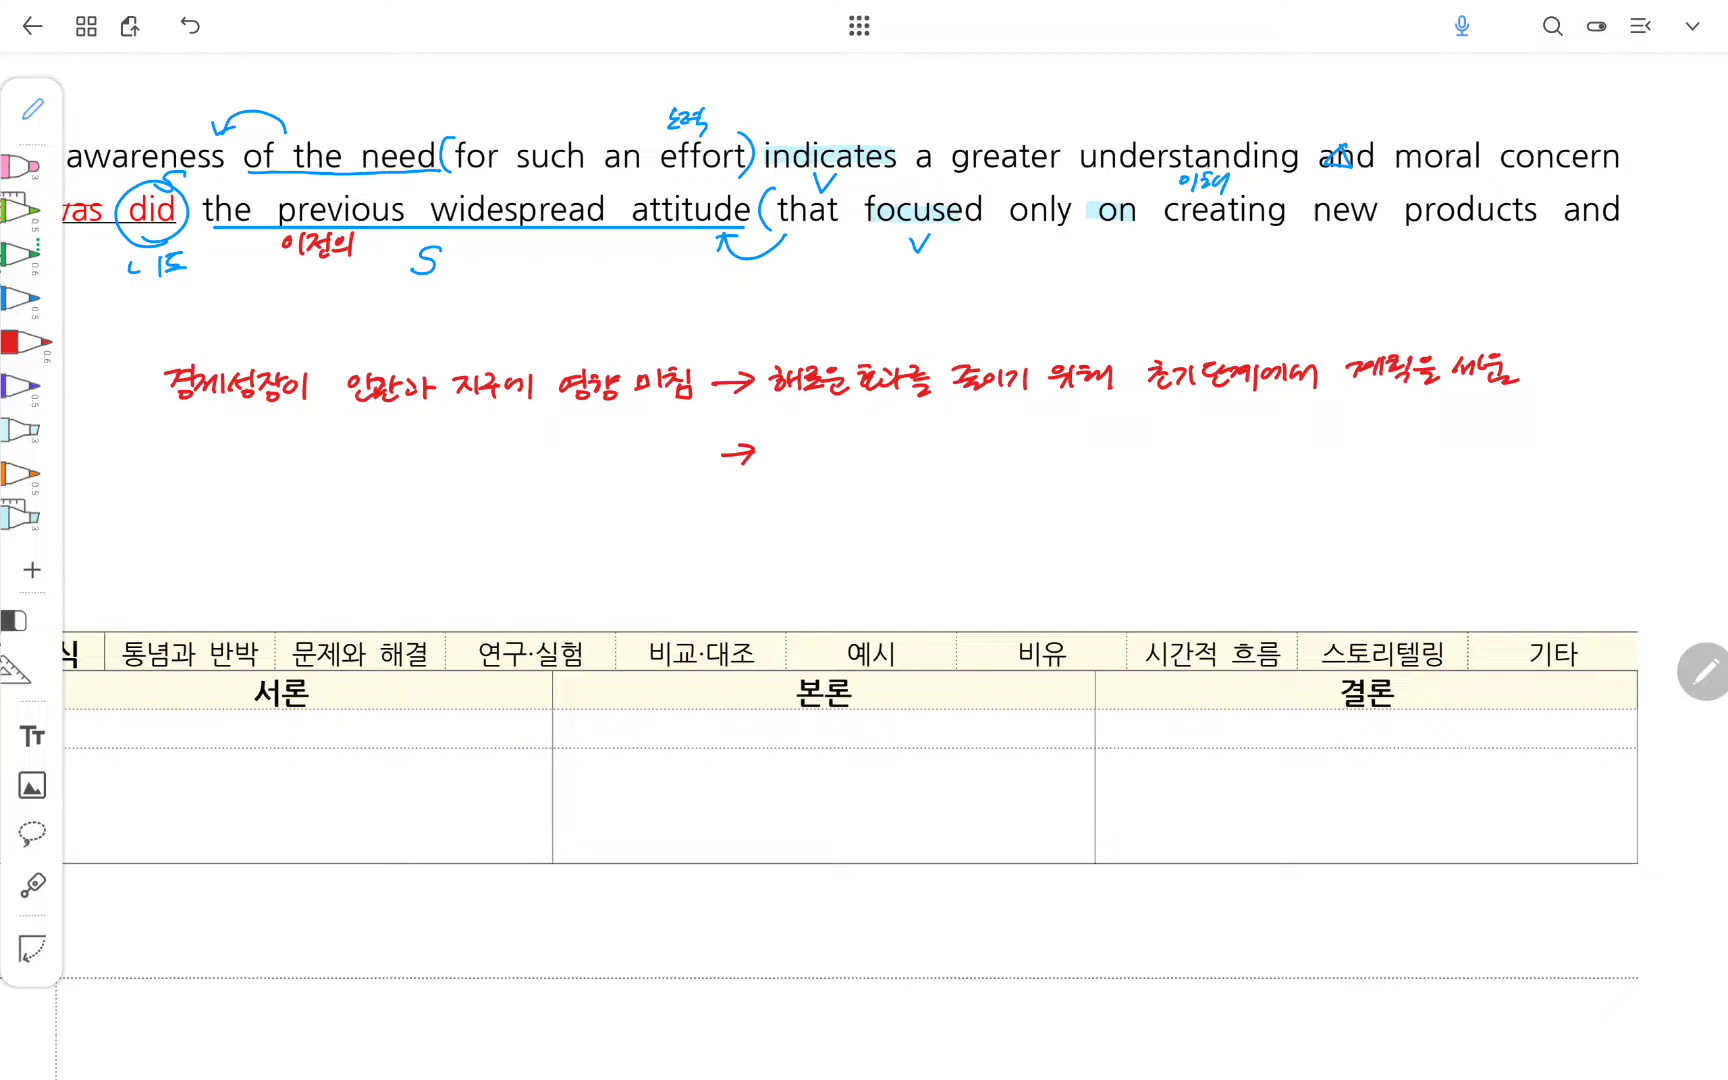 노력
awareness of the need (for such an effort) indicates a greater understanding and moral concern
V
이동
was did the previous widespread attitude (that focused only on creating new products and
S
이전의
S
V
경제성장이 인간과 지구에 영향 미침 → 해로운 효과를 줄이기 위해 초기단계에서 계획을 세운
→
식 통념과 반박 문제와 해결 연구·실험 비교·대조 예시 비유 시간적 흐름 스토리텔링 기타
서론 본론 결론